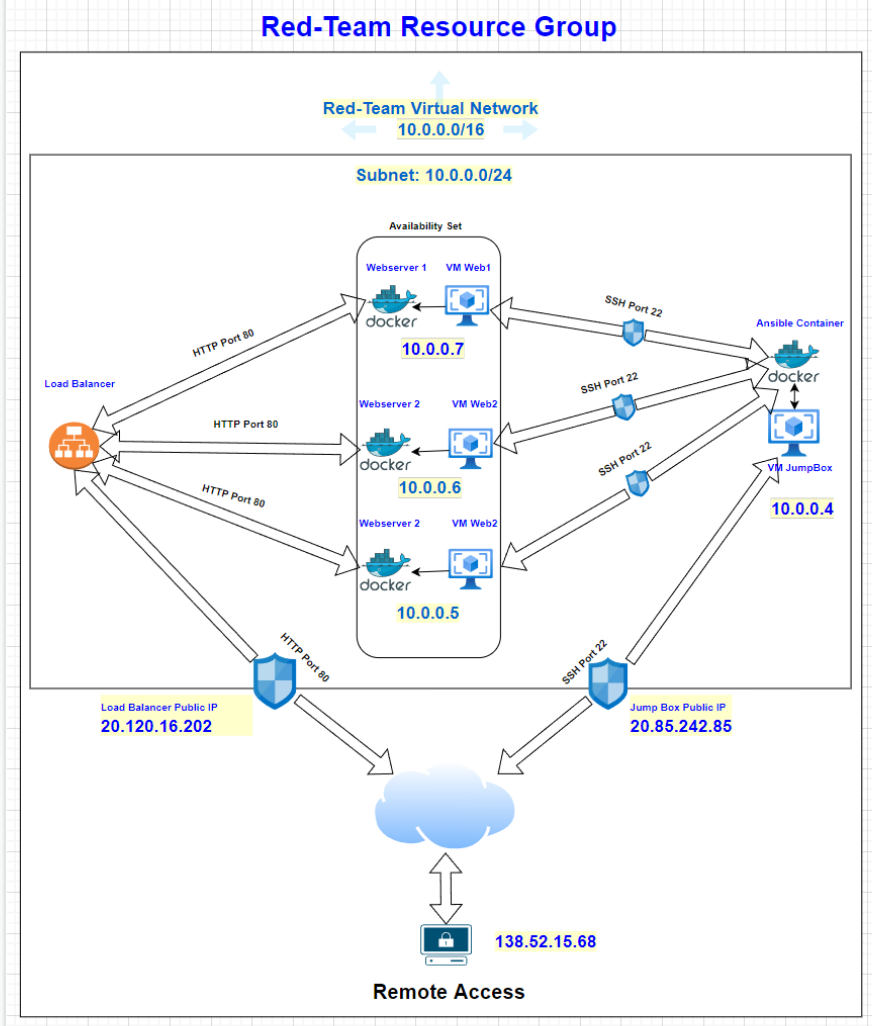 Red-Team Resource Group
Red-Team Virtual Network
10.0.0.0/16
Subnet: 10.0.0.0/24
Availability Set
Webserver 1
VM Web1
docker
10.0.0.7
HTTP Port 80
SSH Port 22
Ansible Container
docker
Load Balancer
Webserver 2
VM Web2
docker
10.0.0.6
HTTP Port 80
SSH Port 22
VM JumpBox
10.0.0.4
HTTP Port 80
SSH Port 22
Webserver 2
VM Web2
docker
10.0.0.5
HTTP Port 80
SSH Port 22
Load Balancer Public IP
20.120.16.202
Jump Box Public IP
20.85.242.85
138.52.15.68
Remote Access